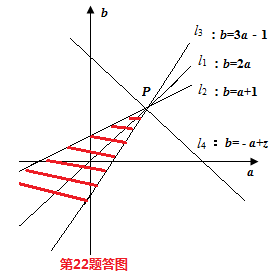 b
l₃ : b=3a - 1
l₁ : b=2a
P
l₂ : b=a+1
l₄ : b= - a+z
a
第22题答图